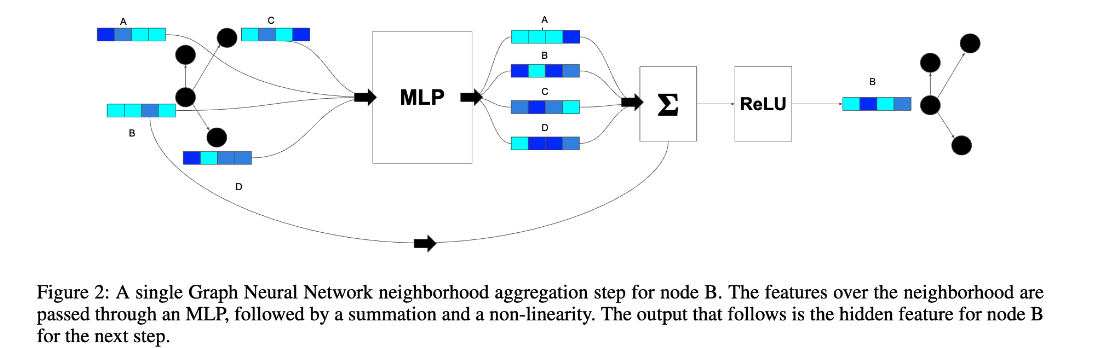 A
C
B
D
MLP
A
B
C
D
Σ
ReLU
B
Figure 2: A single Graph Neural Network neighborhood aggregation step for node B. The features over the neighborhood are
passed through an MLP, followed by a summation and a non-linearity. The output that follows is the hidden feature for node B
for the next step.